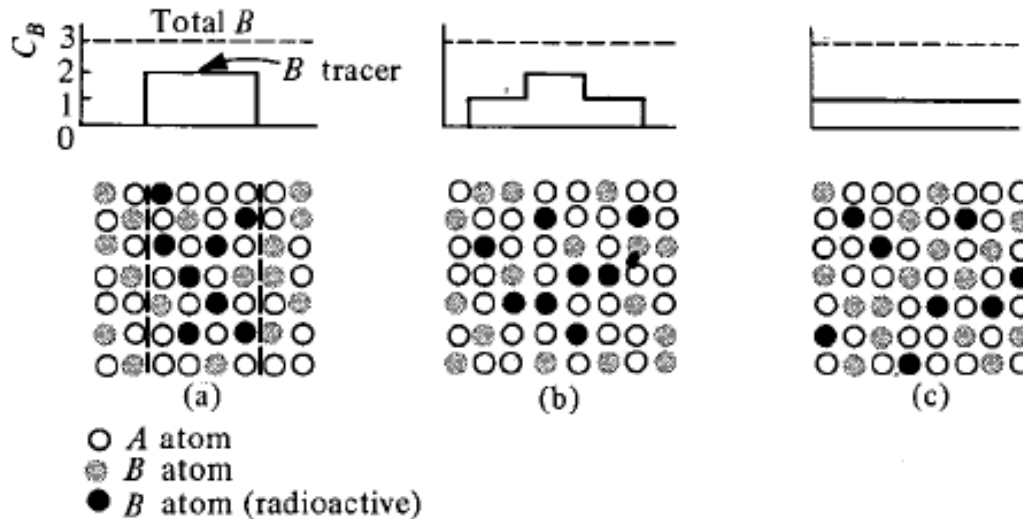 C_B
3
2
1
0
Total B
B tracer
(a)
(b)
(c)
A atom
B atom
B atom (radioactive)